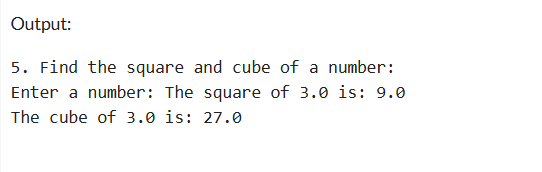 Output:
5. Find the square and cube of a number:
Enter a number: The square of 3.0 is: 9.0
The cube of 3.0 is: 27.0